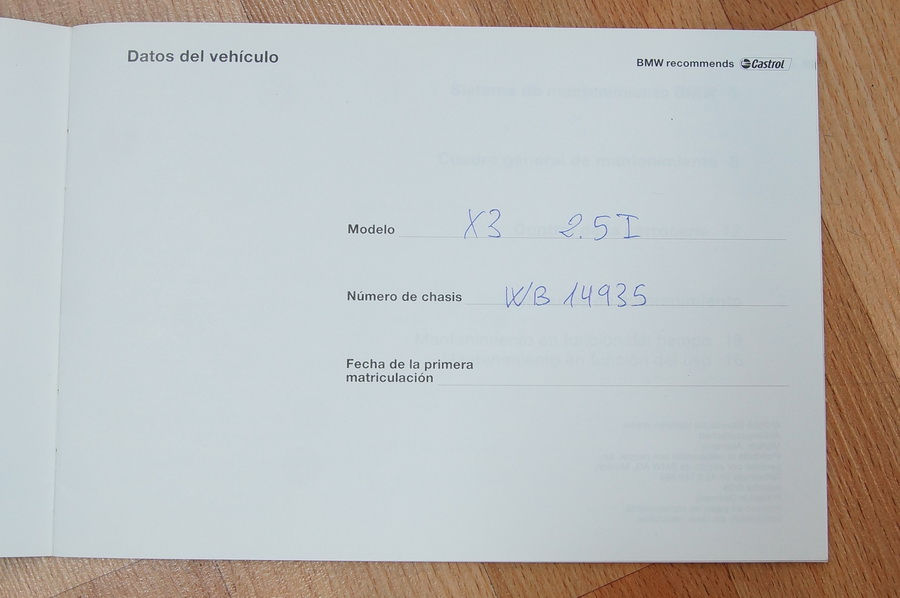 Datos del vehículo
BMW recommends Castrol
Modelo X3 2.5I
Número de chasis WB 14935
Fecha de la primera
matriculación